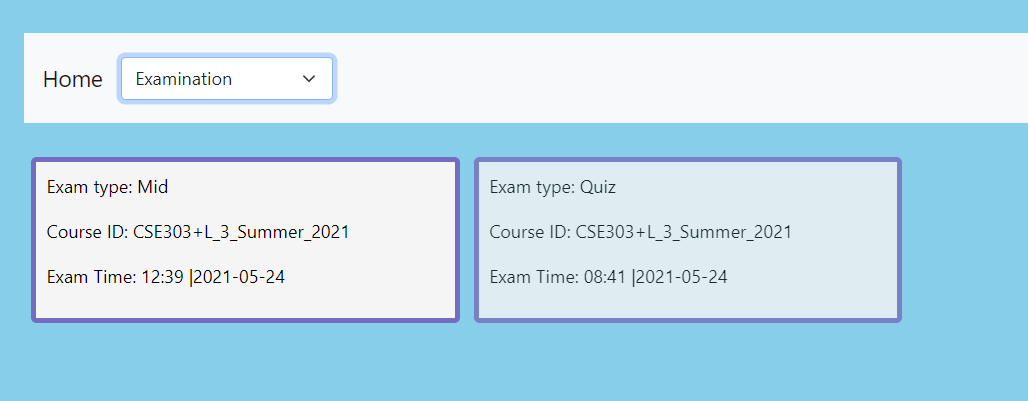 Home Examination
Exam type: Mid
Course ID: CSE303+L_3_Summer_2021
Exam Time: 12:39 |2021-05-24
Exam type: Quiz
Course ID: CSE303+L_3_Summer_2021
Exam Time: 08:41 |2021-05-24